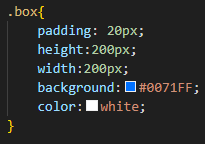 .box{
padding: 20px;
height:200px;
width:200px;
background:#0071FF;
color:white;
}